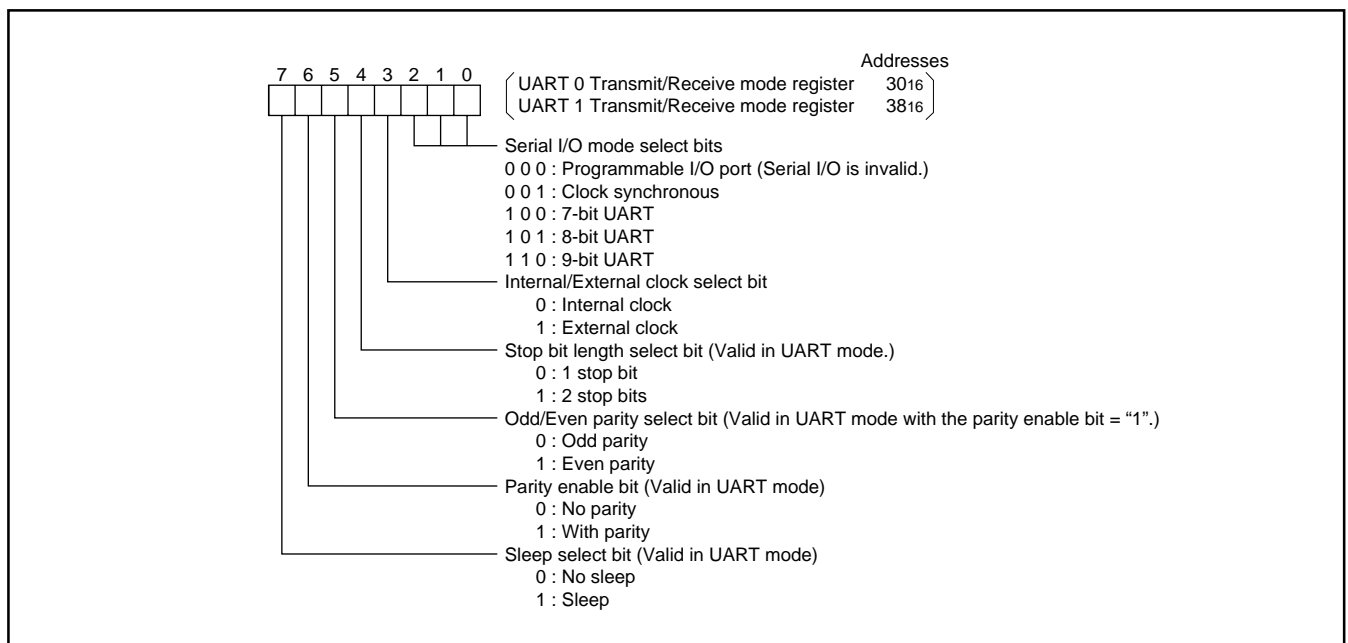 Addresses
7 6 5 4 3 2 1 0
UART 0 Transmit/Receive mode register 3016
UART 1 Transmit/Receive mode register 3816
Serial I/O mode select bits
0 0 0 : Programmable I/O port (Serial I/O is invalid.)
0 0 1 : Clock synchronous
1 0 0 : 7-bit UART
1 0 1 : 8-bit UART
1 1 0 : 9-bit UART
Internal/External clock select bit
0 : Internal clock
1 : External clock
Stop bit length select bit (Valid in UART mode.)
0 : 1 stop bit
1 : 2 stop bits
Odd/Even parity select bit (Valid in UART mode with the parity enable bit = “1”.)
0 : Odd parity
1 : Even parity
Parity enable bit (Valid in UART mode)
0 : No parity
1 : With parity
Sleep select bit (Valid in UART mode)
0 : No sleep
1 : Sleep